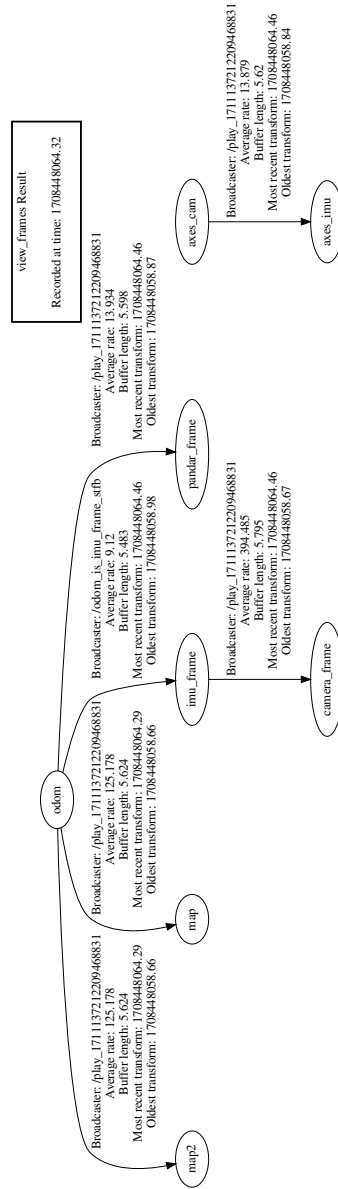 view_frames Result
Recorded at time: 1708448064.32
odom
Broadcaster: /play_1711137212209468831
Average rate: 125.178
Buffer length: 5.624
Most recent transform: 1708448064.29
Oldest transform: 1708448058.66
Broadcaster: /play_1711137212209468831
Average rate: 125.178
Buffer length: 5.624
Most recent transform: 1708448064.29
Oldest transform: 1708448058.66
Broadcaster: /odom_is_imu_frame_stfb
Average rate: 9.12
Buffer length: 5.483
Most recent transform: 1708448064.46
Oldest transform: 1708448058.98
Broadcaster: /play_1711137212209468831
Average rate: 13.934
Buffer length: 5.598
Most recent transform: 1708448064.46
Oldest transform: 1708448058.87
map2
map
imu_frame
pandar_frame
axes_cam
Broadcaster: /play_1711137212209468831
Average rate: 394.485
Buffer length: 5.795
Most recent transform: 1708448064.46
Oldest transform: 1708448058.67
Broadcaster: /play_1711137212209468831
Average rate: 13.879
Buffer length: 5.62
Most recent transform: 1708448064.46
Oldest transform: 1708448058.84
camera_frame
axes_imu